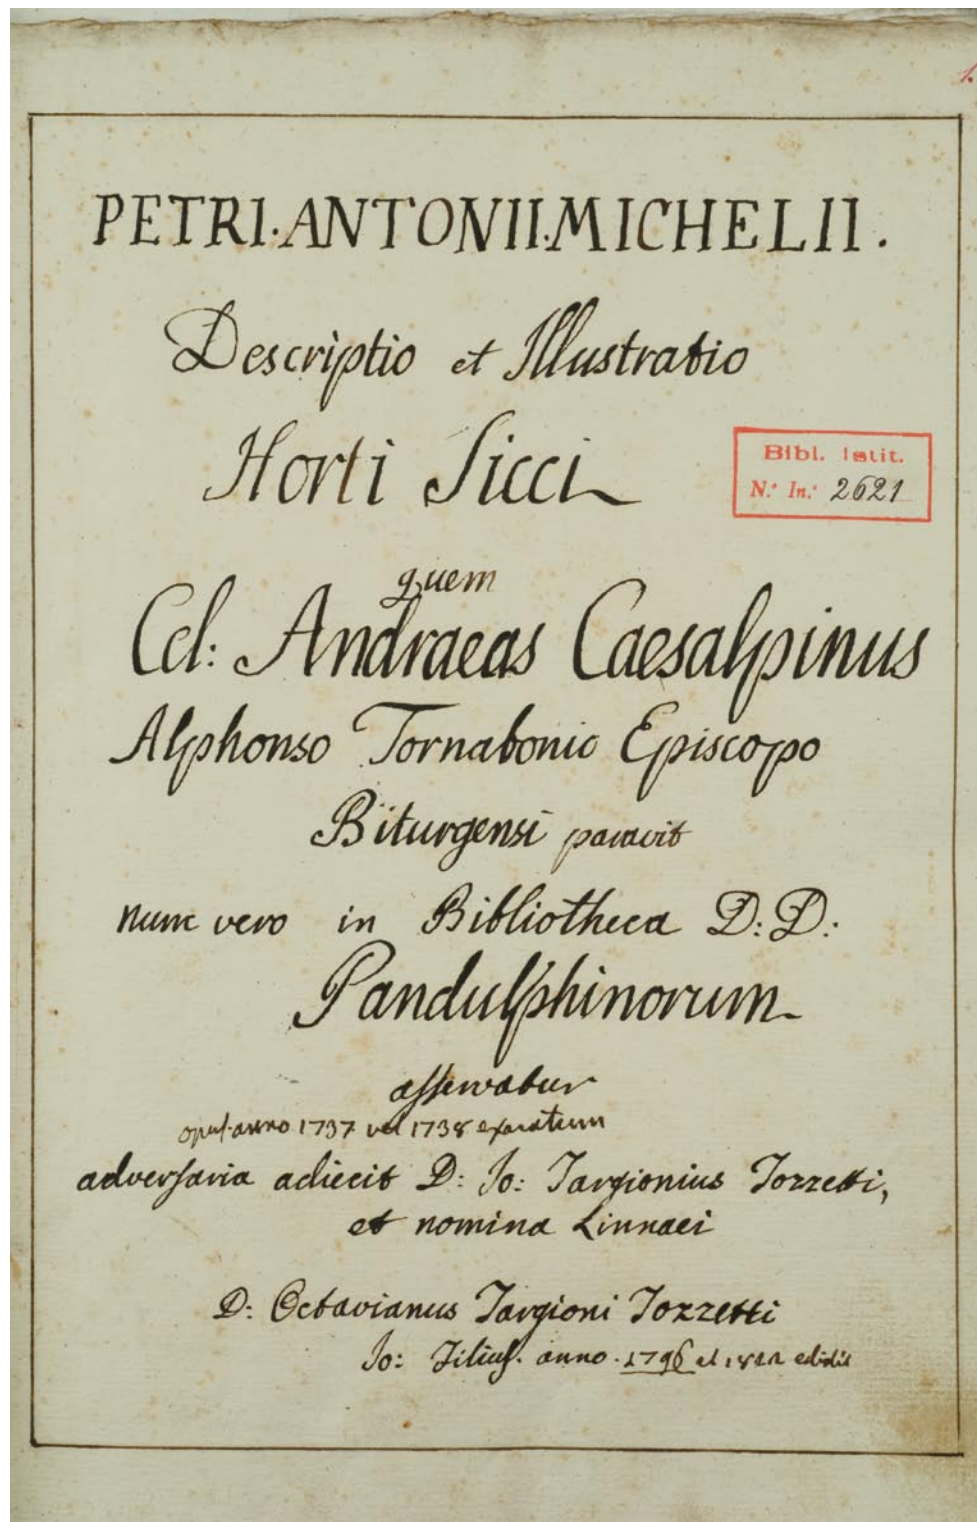 1.
PETRI·ANTONII·MICHELII.
Descriptio et Illustratio
Horti Sicci
Bibl. Istit.
N.° In.° 2621
quem
Cel: Andraeas Caesalpinus
Alphonso Tornabonio Episcopo
Biturgensi paravit
nunc vero in Bibliotheca D: D:
Pandulphinorum
asservatur
opus anno 1737 vel 1738 exaratum
adversaria adiecit D: Jo: Targionius Tozzetti,
et nomina Linnaei
D: Octavianus Targioni Tozzetti
Jo: Filius. anno. 1796 et edidit